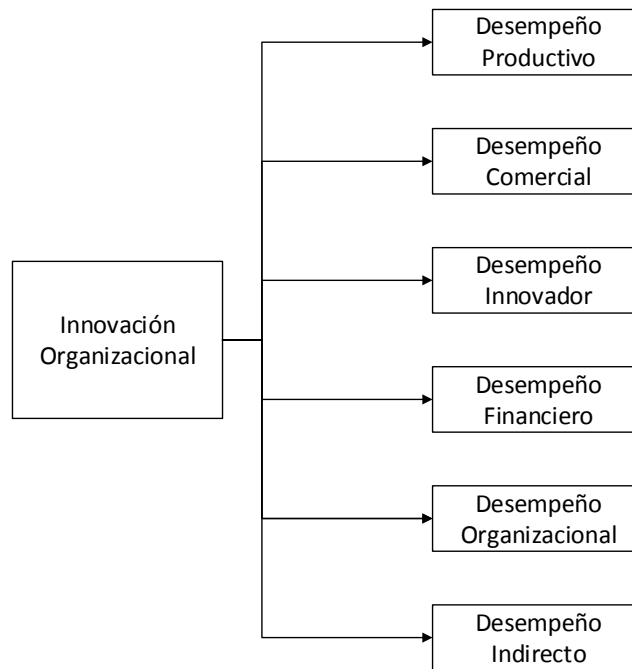 Desempeño
Productivo
Desempeño
Comercial
Desempeño
Innovador
Innovación
Organizacional
Desempeño
Financiero
Desempeño
Organizacional
Desempeño
Indirecto